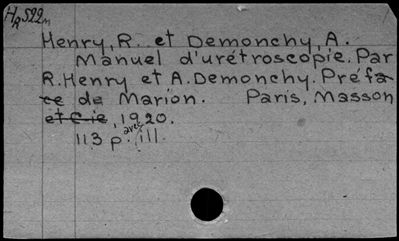 HR522m
Henry, R. et Demonchy, A.
Manuel d'urétroscopie. Par
R. Henry et A. Demonchy. Préfa-
ce de Marion. Paris, Masson
et Cie, 1920.
113 p. avec ill.